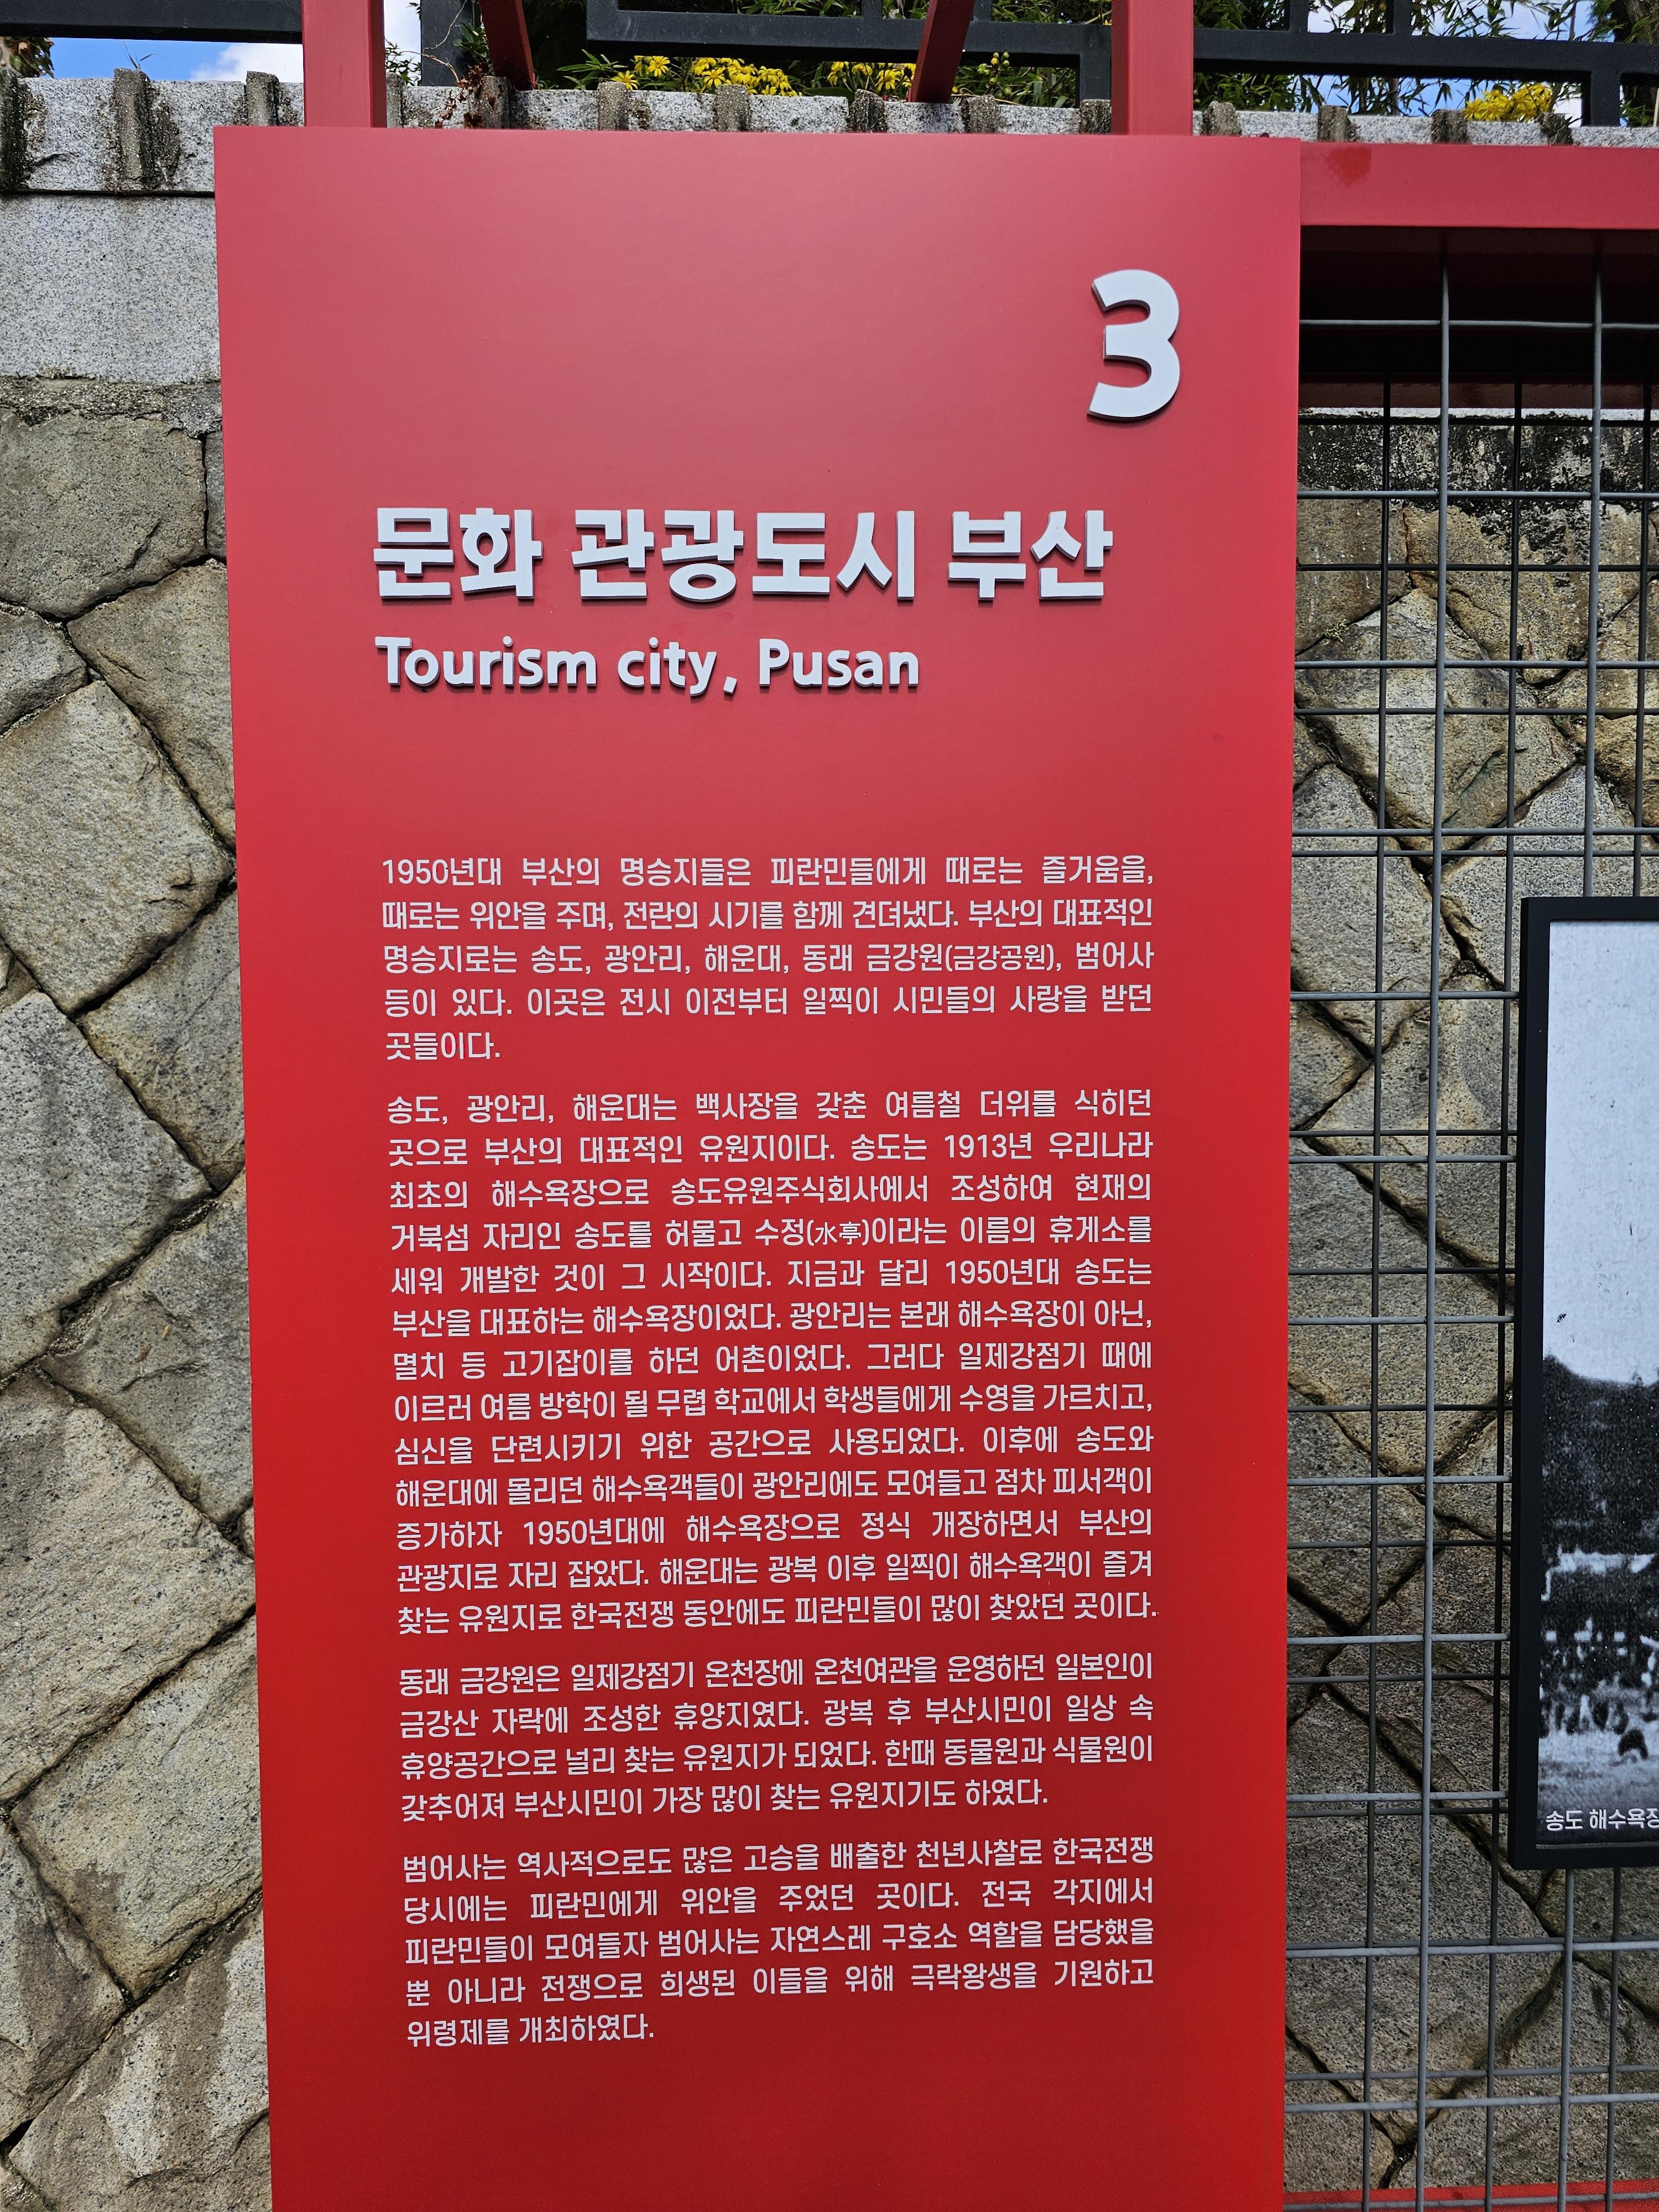 3
문화 관광도시 부산
Tourism city, Pusan
1950년대 부산의 명승지들은 피란민들에게 때로는 즐거움을,
때로는 위안을 주며, 전란의 시기를 함께 견뎌냈다. 부산의 대표적인
명승지로는 송도, 광안리, 해운대, 동래 금강원(금강공원), 범어사
등이 있다. 이곳은 전시 이전부터 일찍이 시민들의 사랑을 받던
곳들이다.
송도, 광안리, 해운대는 백사장을 갖춘 여름철 더위를 식히던
곳으로 부산의 대표적인 유원지이다. 송도는 1913년 우리나라
최초의 해수욕장으로 송도유원주식회사에서 조성하여 현재의
거북섬 자리인 송도를 허물고 수정(水亭)이라는 이름의 휴게소를
세워 개발한 것이 그 시작이다. 지금과 달리 1950년대 송도는
부산을 대표하는 해수욕장이었다. 광안리는 본래 해수욕장이 아닌,
멸치 등 고기잡이를 하던 어촌이었다. 그러다 일제강점기 때에
이르러 여름 방학이 될 무렵 학교에서 학생들에게 수영을 가르치고,
심신을 단련시키기 위한 공간으로 사용되었다. 이후에 송도와
해운대에 몰리던 해수욕객들이 광안리에도 모여들고 점차 피서객이
증가하자 1950년대에 해수욕장으로 정식 개장하면서 부산의
관광지로 자리 잡았다. 해운대는 광복 이후 일찍이 해수욕객이 즐겨
찾는 유원지로 한국전쟁 동안에도 피란민들이 많이 찾았던 곳이다.
동래 금강원은 일제강점기 온천장에 온천여관을 운영하던 일본인이
금강산 자락에 조성한 휴양지였다. 광복 후 부산시민이 일상 속
휴양공간으로 널리 찾는 유원지가 되었다. 한때 동물원과 식물원이
갖추어져 부산시민이 가장 많이 찾는 유원지기도 하였다.
범어사는 역사적으로도 많은 고승을 배출한 천년사찰로 한국전쟁
당시에는 피란민에게 위안을 주었던 곳이다. 전국 각지에서
피란민들이 모여들자 범어사는 자연스레 구호소 역할을 담당했을
뿐 아니라 전쟁으로 희생된 이들을 위해 극락왕생을 기원하고
위령제를 개최하였다.
송도 해수욕장